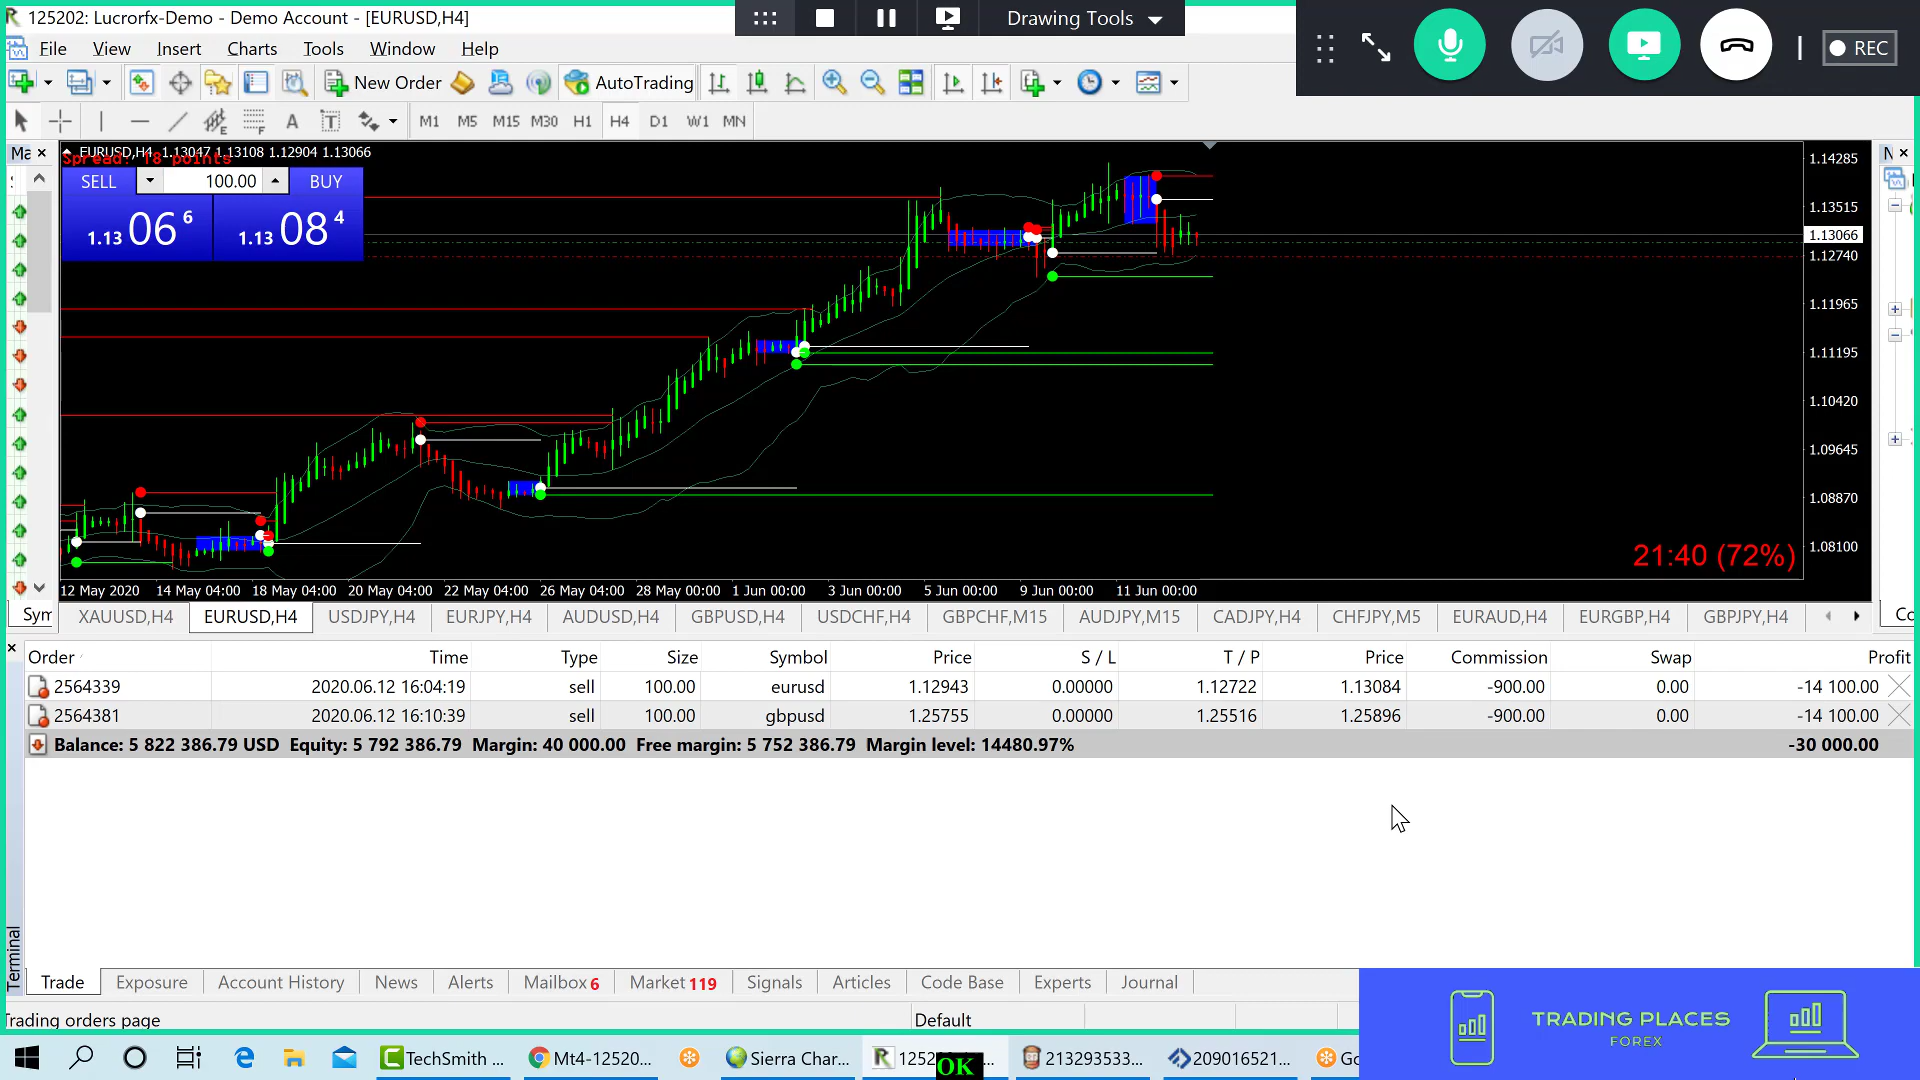 125202: Lucrorfx-Demo - Demo Account - [EURUSD,H4]
Drawing Tools
REC
File View Insert Charts Tools Window Help
New Order AutoTrading
M1 M5 M15 M30 H1 H4 D1 W1 MN
EURUSD,H4 1.13047 1.13108 1.12904 1.13066
Spread: 18 points
SELL 100.00 BUY
1.13 06 6 1.13 08 4
1.14285
1.13515
1.13066
1.12740
1.11965
1.11195
1.10420
1.09645
1.08870
1.08100
21:40 (72%)
12 May 2020 14 May 04:00 18 May 04:00 20 May 04:00 22 May 04:00 26 May 04:00 28 May 00:00 1 Jun 00:00 3 Jun 00:00 5 Jun 00:00 9 Jun 00:00 11 Jun 00:00
Sym XAUUSD,H4 EURUSD,H4 USDJPY,H4 EURJPY,H4 AUDUSD,H4 GBPUSD,H4 USDCHF,H4 GBPCHF,M15 AUDJPY,M15 CADJPY,H4 CHFJPY,M5 EURAUD,H4 EURGBP,H4 GBPJPY,H4
Order Time Type Size Symbol Price S / L T / P Price Commission Swap Profit
2564339 2020.06.12 16:04:19 sell 100.00 eurusd 1.12943 0.00000 1.12722 1.13084 -900.00 0.00 -14 100.00
2564381 2020.06.12 16:10:39 sell 100.00 gbpusd 1.25755 0.00000 1.25516 1.25896 -900.00 0.00 -14 100.00
Balance: 5 822 386.79 USD Equity: 5 792 386.79 Margin: 40 000.00 Free margin: 5 752 386.79 Margin level: 14480.97% -30 000.00
Terminal
Trade Exposure Account History News Alerts Mailbox 6 Market 119 Signals Articles Code Base Experts Journal
Trading orders page Default
TRADING PLACES
FOREX
TechSmith ... Mt4-12520... Sierra Char... 1252 OK 213293533... 209016521... Go